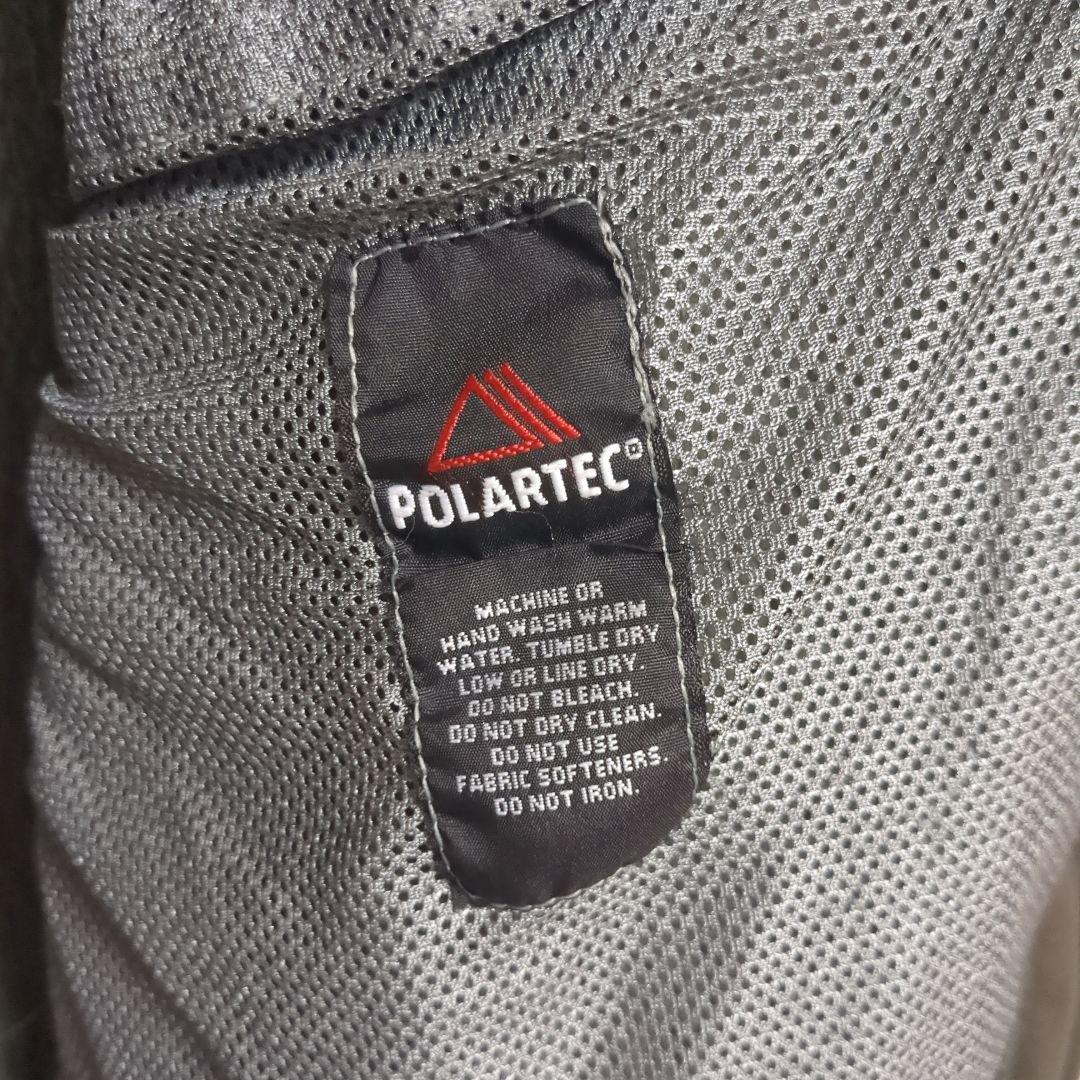 POLARTEC®
MACHINE OR
HAND WASH WARM
WATER. TUMBLE DRY
LOW OR LINE DRY.
DO NOT BLEACH.
DO NOT DRY CLEAN.
DO NOT USE
FABRIC SOFTENERS.
DO NOT IRON.